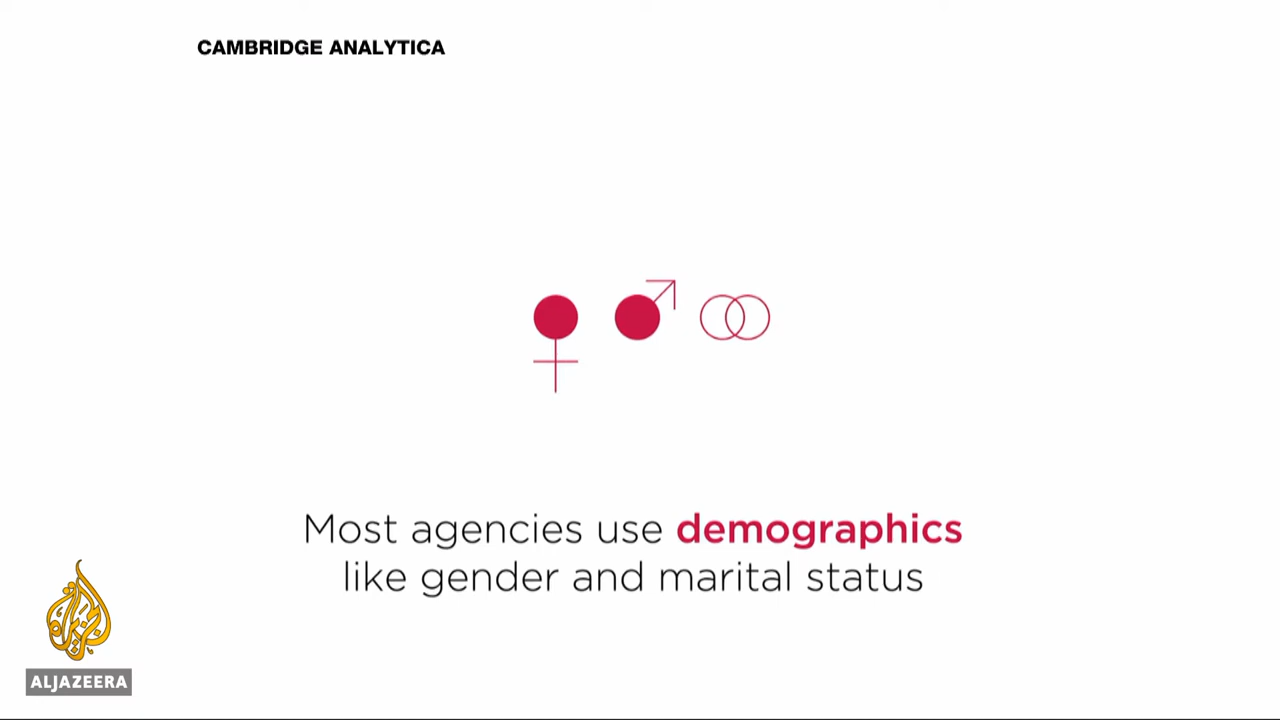 CAMBRIDGE ANALYTICA
Most agencies use demographics
like gender and marital status
ALJAZEERA